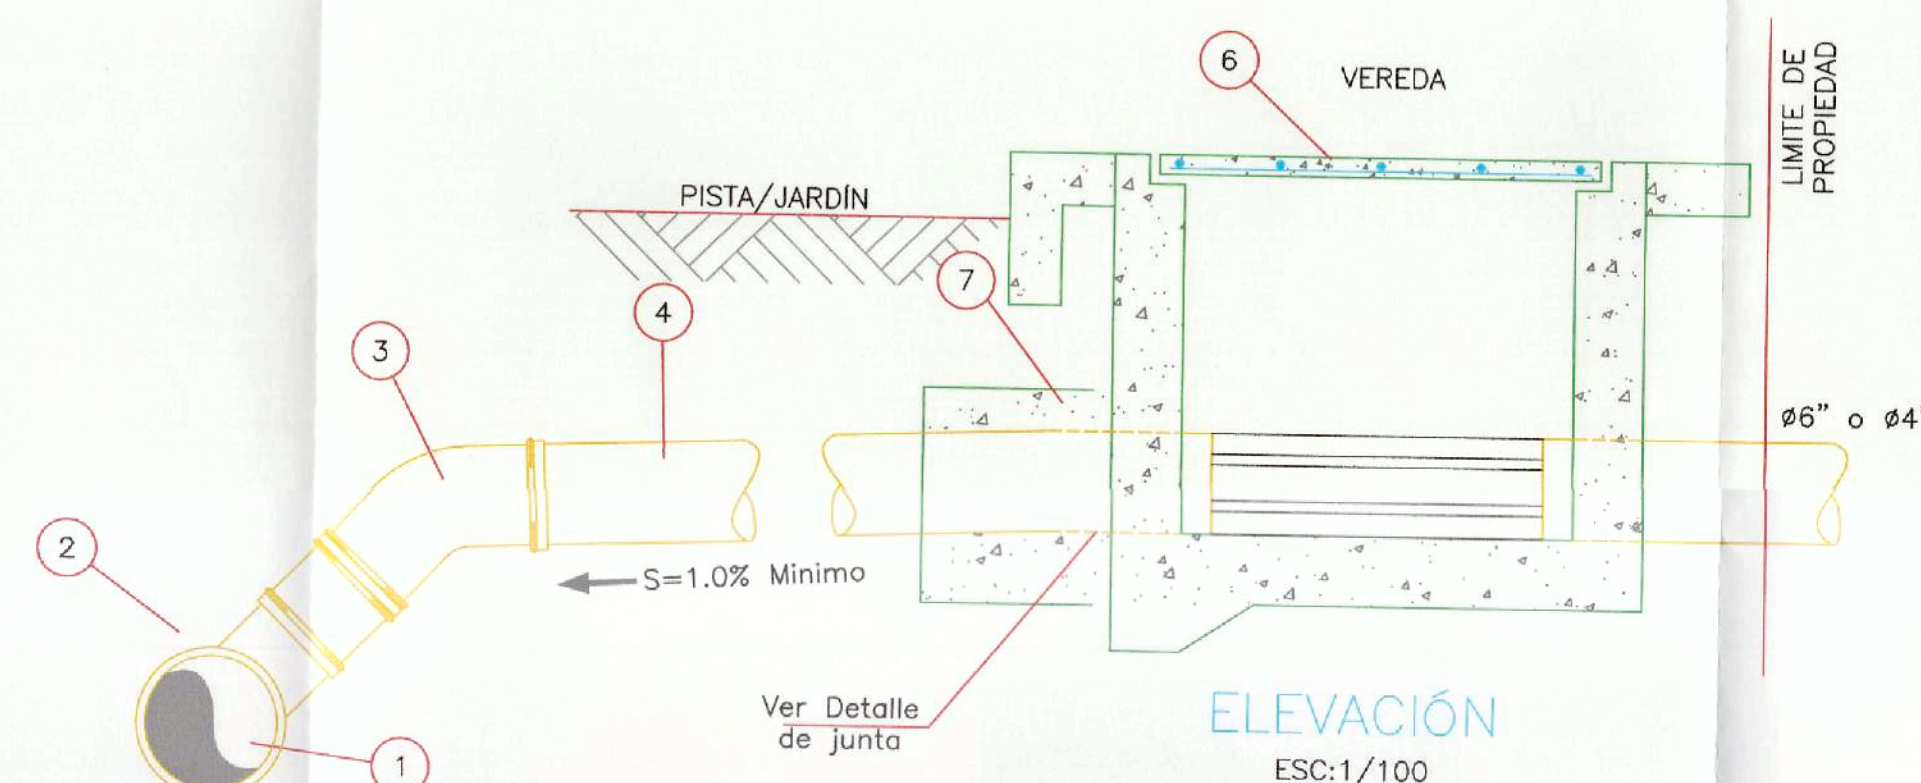 6
VEREDA
LIMITE DE
PROPIEDAD
PISTA/JARDÍN
7
4
3
Ø6" o Ø4"
2
S=1.0% Minimo
Ver Detalle
de junta
ELEVACIÓN
1
ESC:1/100